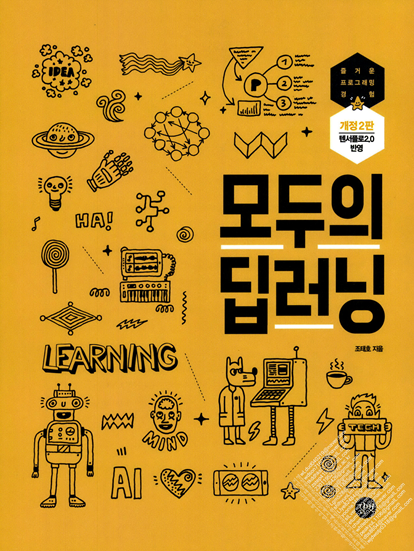 IDEA
P
1
2
3
즐거운
프로그래밍
경험
개정2판
텐서플로2.0
반영
HA!
모두의
딥러닝
조태호 지음
LEARNING
MIND
AI
TECH